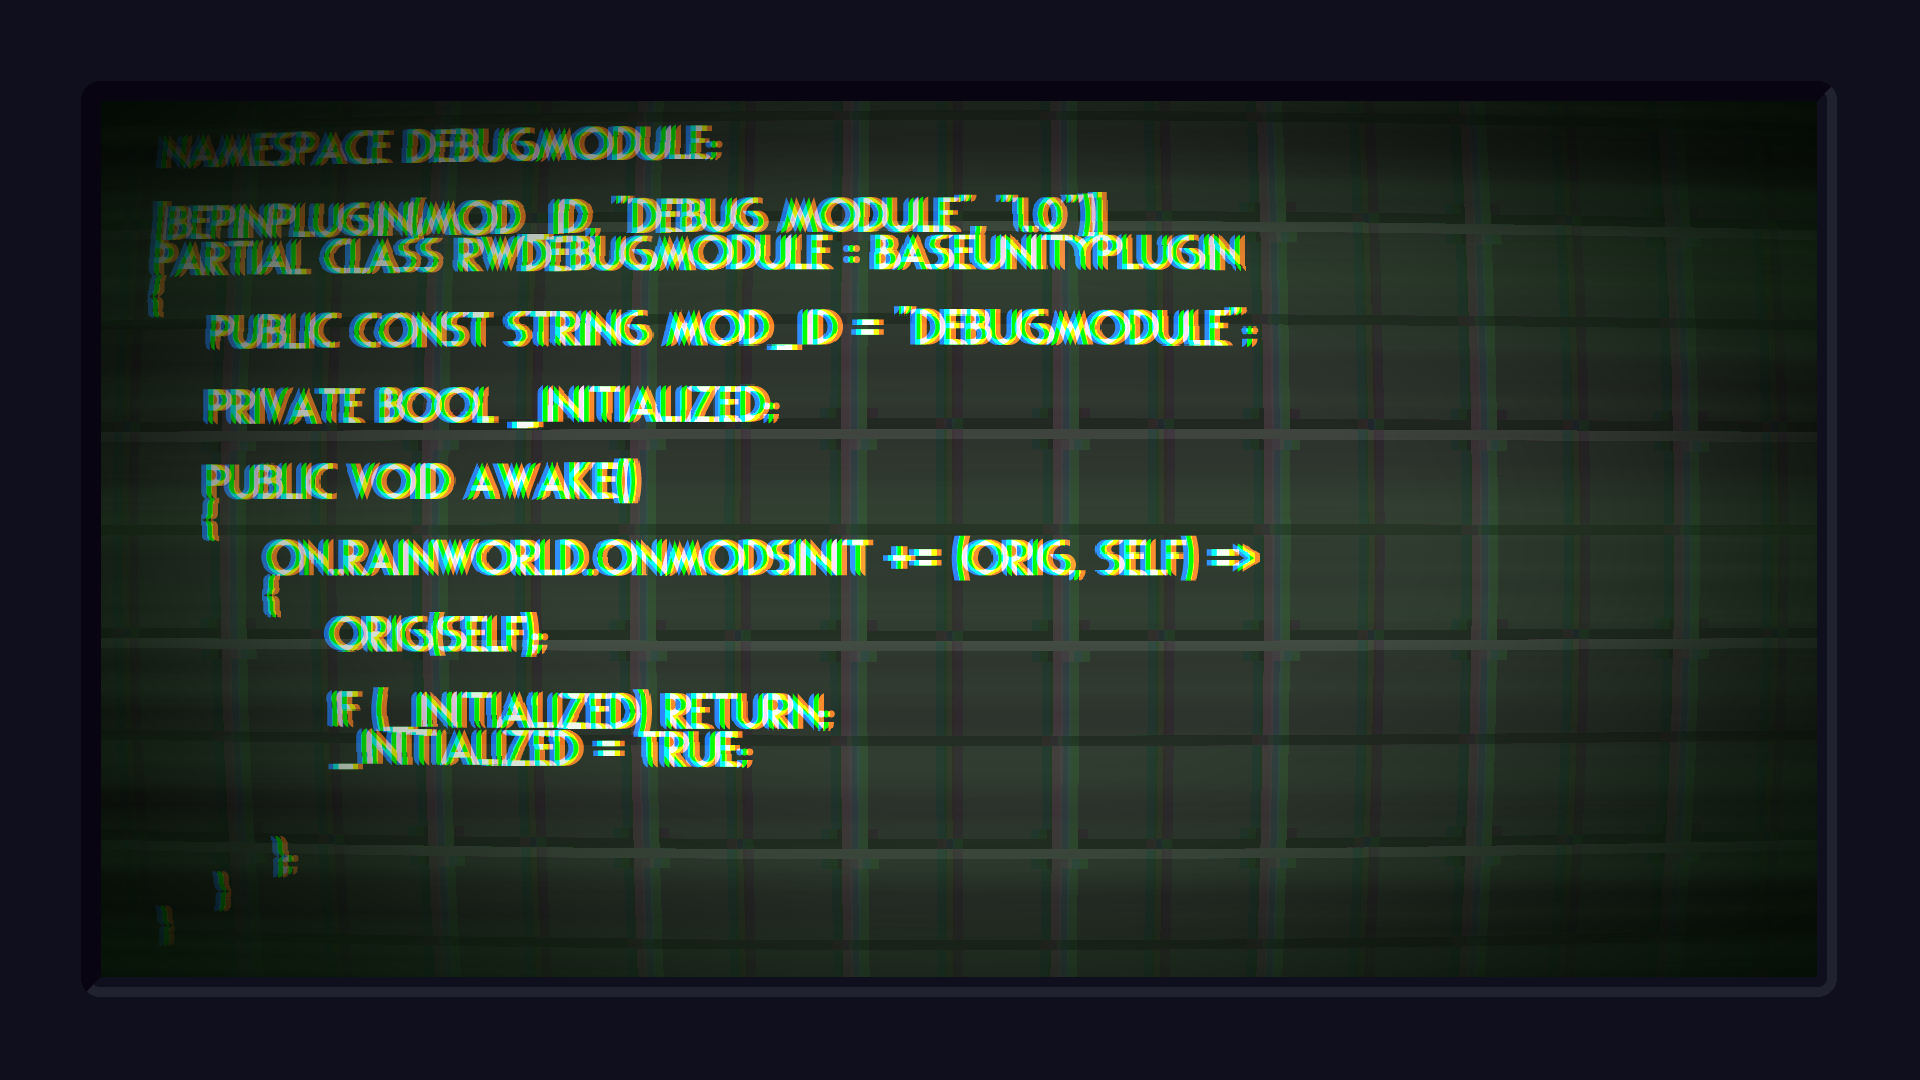 NAMESPACE DEBUGMODULE;
[BEPINPLUGIN(MOD_ID, "DEBUG MODULE", "1.0")]
PARTIAL CLASS RWDEBUGMODULE : BASEUNITYPLUGIN
{
PUBLIC CONST STRING MOD_ID = "DEBUGMODULE";
PRIVATE BOOL _INITIALIZED;
PUBLIC VOID AWAKE()
{
ON.RAINWORLD.ONMODSINIT += (ORIG, SELF) =>
{
ORIG(SELF);
IF (_INITIALIZED) RETURN;
_INITIALIZED = TRUE;
};
}
}